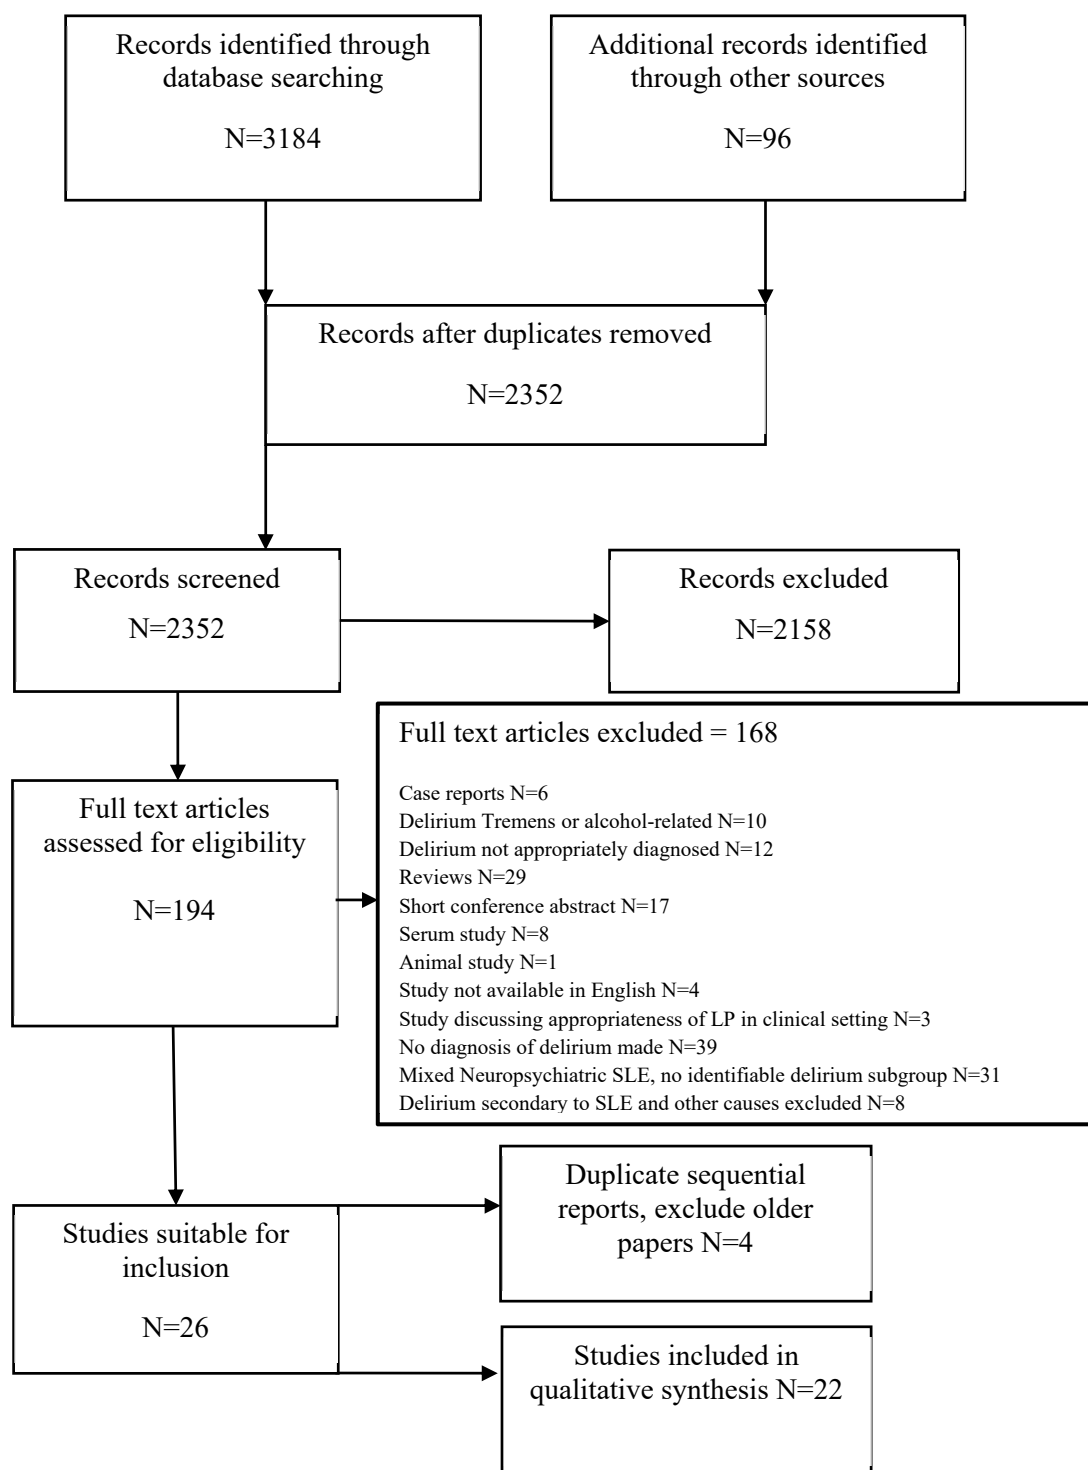 Records identified through
database searching
N=3184
Additional records identified
through other sources
N=96
Records after duplicates removed
N=2352
Records screened
N=2352
Records excluded
N=2158
Full text articles
assessed for eligibility
N=194
Full text articles excluded = 168
Case reports N=6
Delirium Tremens or alcohol-related N=10
Delirium not appropriately diagnosed N=12
Reviews N=29
Short conference abstract N=17
Serum study N=8
Animal study N=1
Study not available in English N=4
Study discussing appropriateness of LP in clinical setting N=3
No diagnosis of delirium made N=39
Mixed Neuropsychiatric SLE, no identifiable delirium subgroup N=31
Delirium secondary to SLE and other causes excluded N=8
Studies suitable for
inclusion
N=26
Duplicate sequential
reports, exclude older
papers N=4
Studies included in
qualitative synthesis N=22